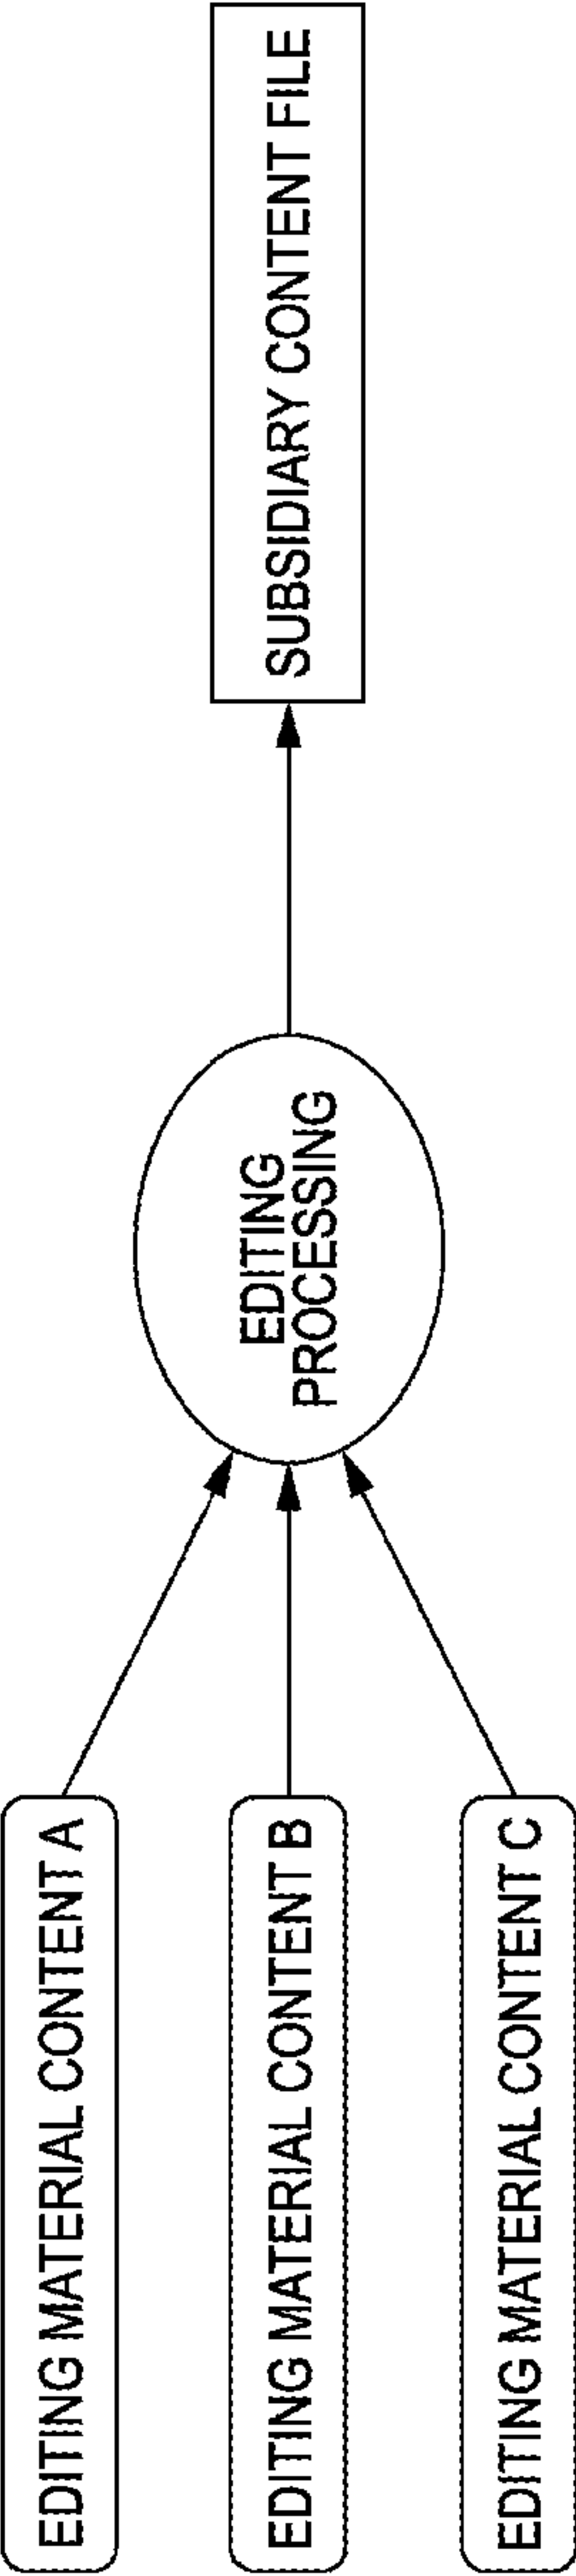 EDITING MATERIAL CONTENT A
EDITING MATERIAL CONTENT B
EDITING MATERIAL CONTENT C
EDITING
PROCESSING
SUBSIDIARY CONTENT FILE